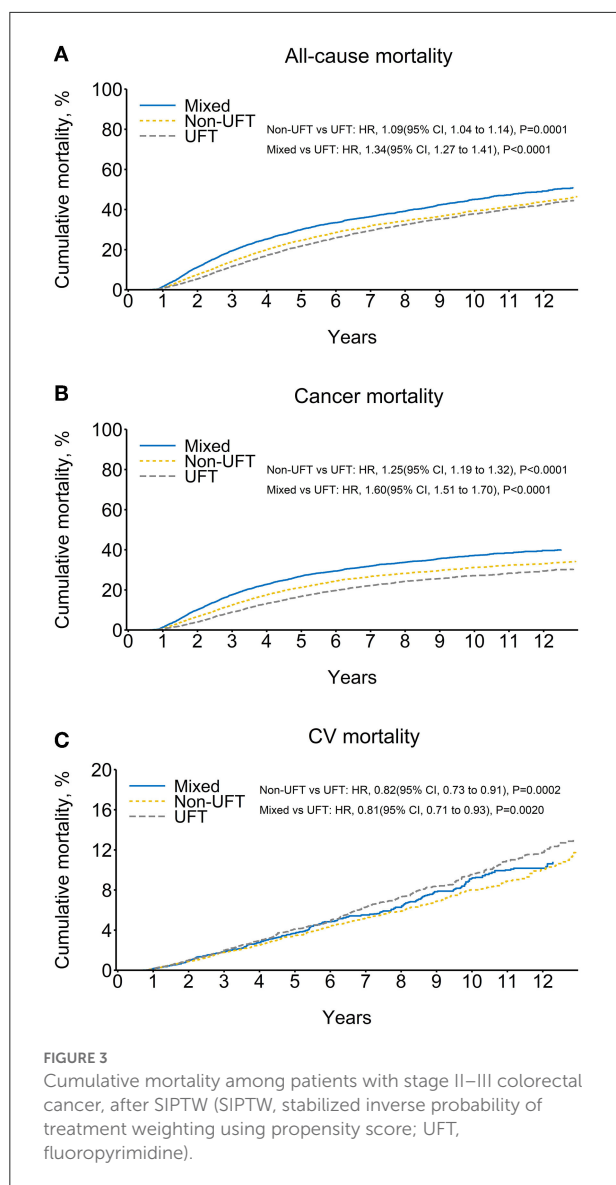 A
All-cause mortality
100
80
60
40
20
0
Cumulative mortality, %
Mixed
Non-UFT
UFT
Non-UFT vs UFT: HR, 1.09(95% CI, 1.04 to 1.14), P=0.0001
Mixed vs UFT: HR, 1.34(95% CI, 1.27 to 1.41), P<0.0001
0 1 2 3 4 5 6 7 8 9 10 11 12
Years
B
Cancer mortality
100
80
60
40
20
0
Cumulative mortality, %
Mixed
Non-UFT
UFT
Non-UFT vs UFT: HR, 1.25(95% CI, 1.19 to 1.32), P<0.0001
Mixed vs UFT: HR, 1.60(95% CI, 1.51 to 1.70), P<0.0001
0 1 2 3 4 5 6 7 8 9 10 11 12
Years
C
CV mortality
20
16
12
8
4
0
Cumulative mortality, %
Mixed
Non-UFT
UFT
Non-UFT vs UFT: HR, 0.82(95% CI, 0.73 to 0.91), P=0.0002
Mixed vs UFT: HR, 0.81(95% CI, 0.71 to 0.93), P=0.0020
0 1 2 3 4 5 6 7 8 9 10 11 12
Years
FIGURE 3
Cumulative mortality among patients with stage II–III colorectal
cancer, after SIPTW (SIPTW, stabilized inverse probability of
treatment weighting using propensity score; UFT,
fluoropyrimidine).